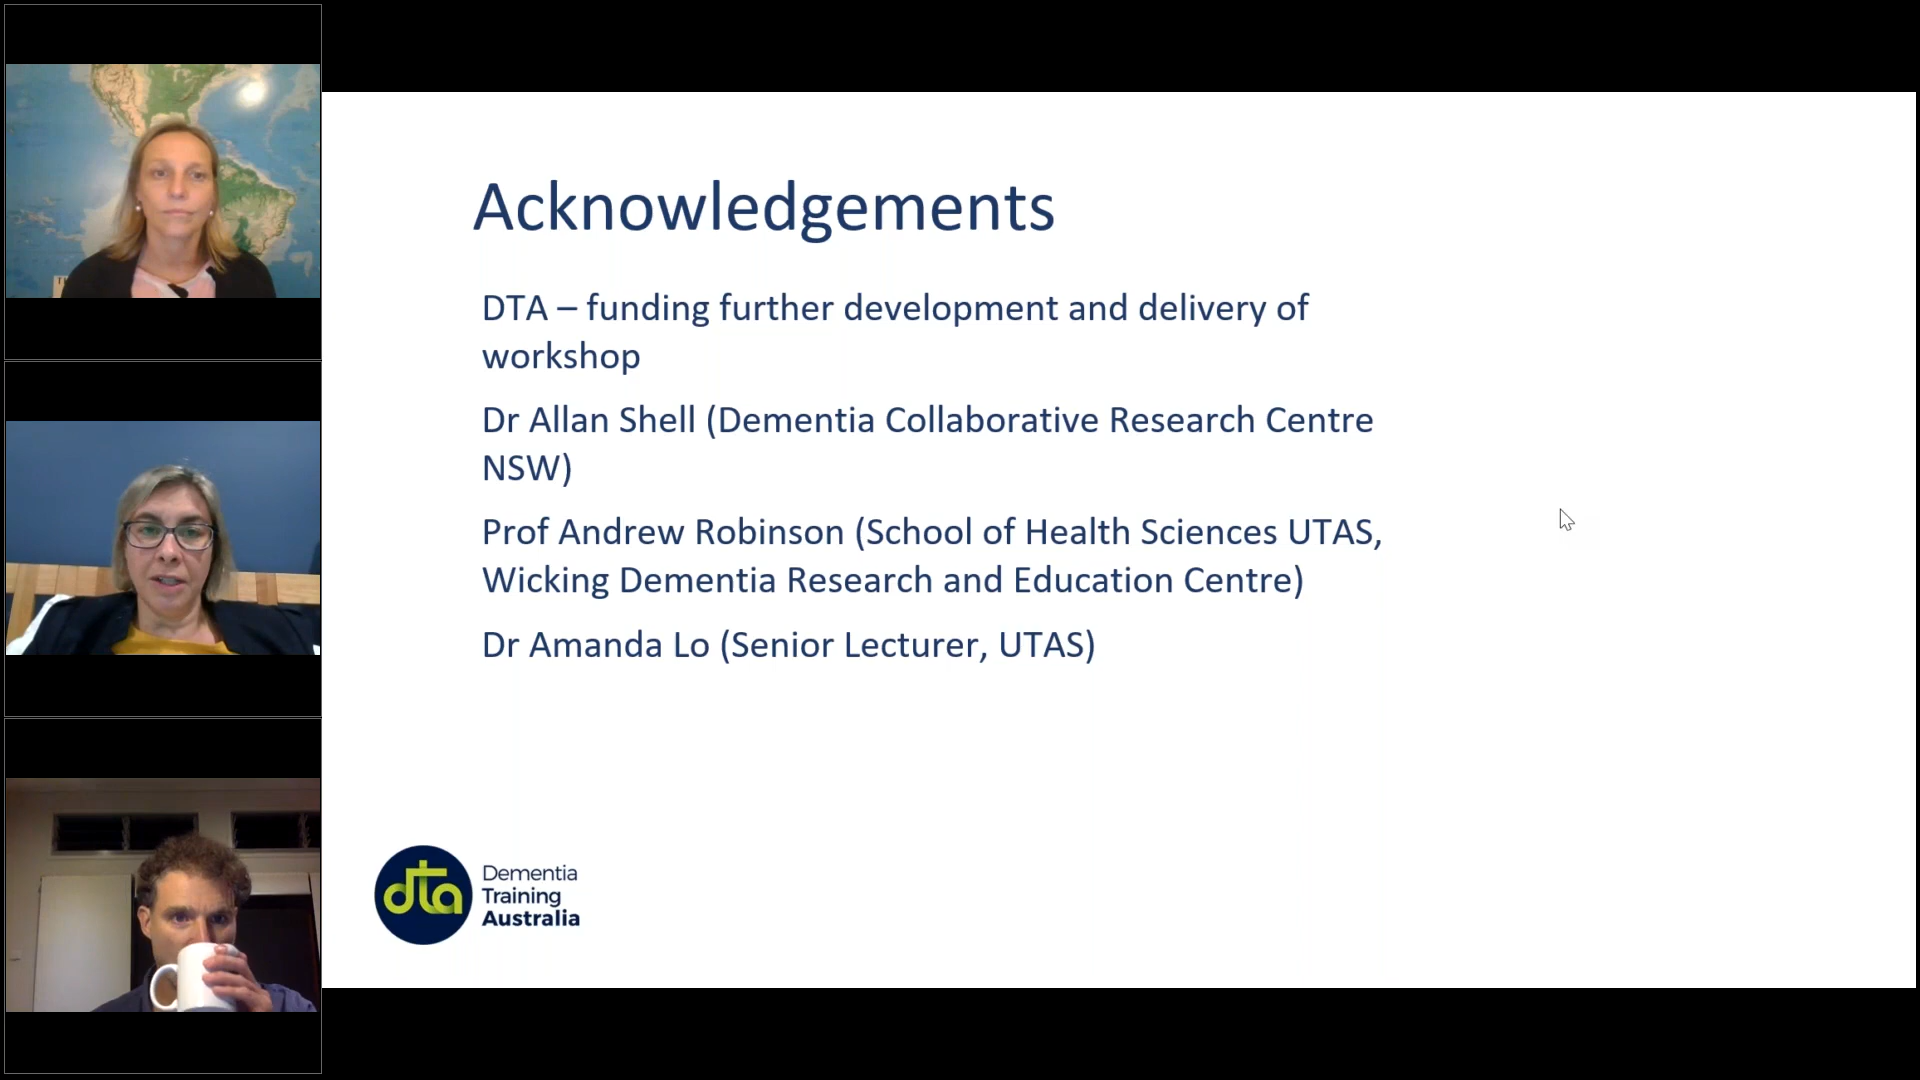 Acknowledgements
DTA – funding further development and delivery of
workshop
Dr Allan Shell (Dementia Collaborative Research Centre
NSW)
Prof Andrew Robinson (School of Health Sciences UTAS,
Wicking Dementia Research and Education Centre)
Dr Amanda Lo (Senior Lecturer, UTAS)
dta
Dementia
Training
Australia